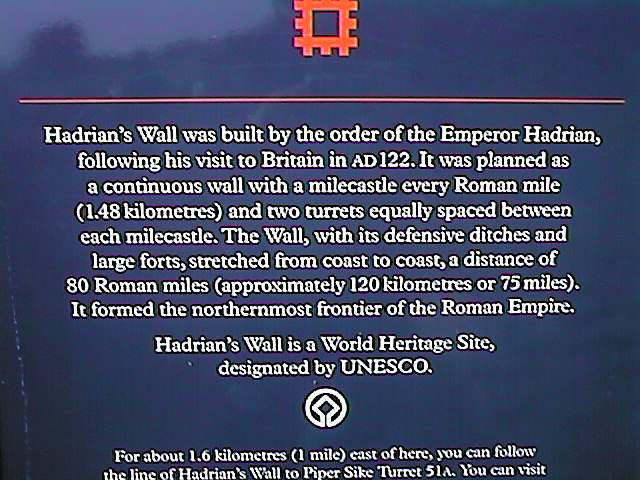 Hadrian's Wall was built by the order of the Emperor Hadrian,
following his visit to Britain in AD 122. It was planned as
a continuous wall with a milecastle every Roman mile
(1.48 kilometres) and two turrets equally spaced between
each milecastle. The Wall, with its defensive ditches and
large forts, stretched from coast to coast, a distance of
80 Roman miles (approximately 120 kilometres or 75 miles).
It formed the northernmost frontier of the Roman Empire.
Hadrian's Wall is a World Heritage Site,
designated by UNESCO.
For about 1.6 kilometres (1 mile) east of here, you can follow
the line of Hadrian's Wall to Piper Sike Turret 51A. You can visit